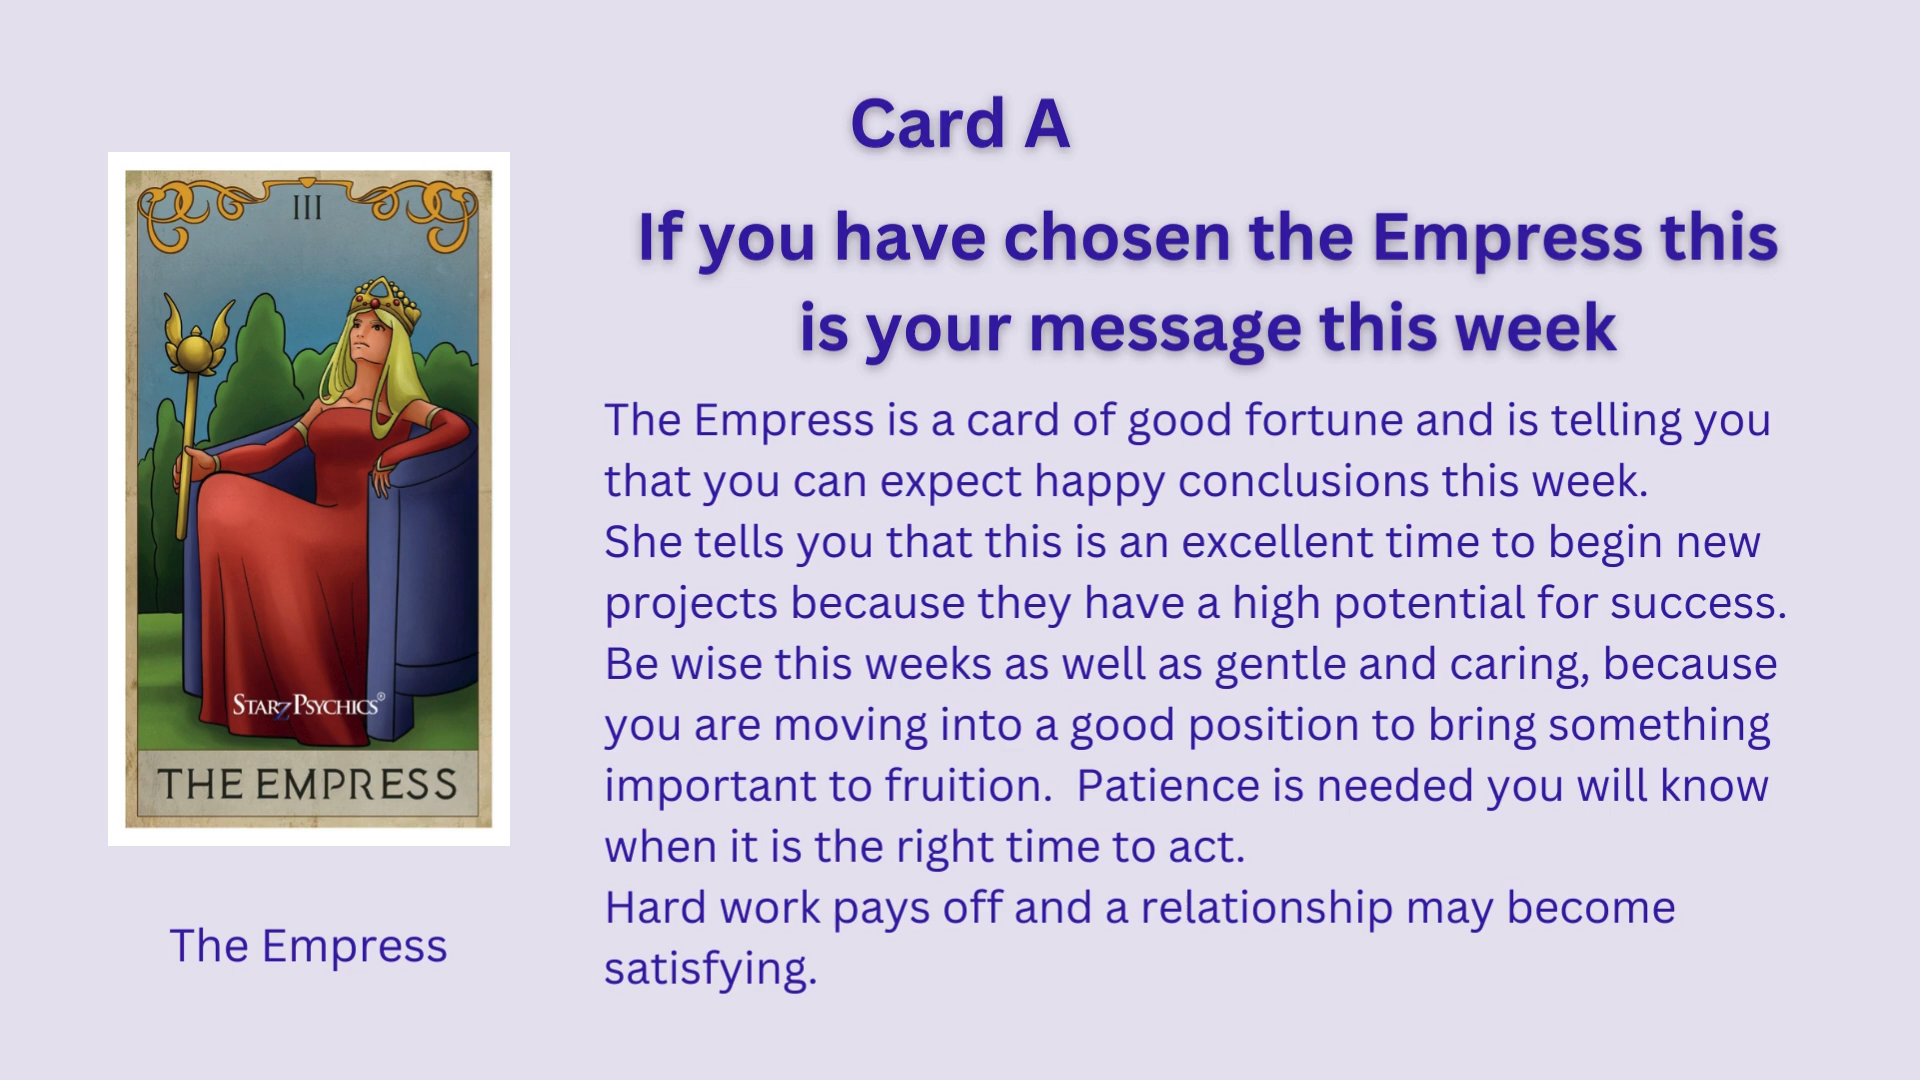 Card A
If you have chosen the Empress this
is your message this week
III
STARZPSYCHICS®
THE EMPRESS
The Empress
The Empress is a card of good fortune and is telling you
that you can expect happy conclusions this week.
She tells you that this is an excellent time to begin new
projects because they have a high potential for success.
Be wise this weeks as well as gentle and caring, because
you are moving into a good position to bring something
important to fruition.  Patience is needed you will know
when it is the right time to act.
Hard work pays off and a relationship may become
satisfying.